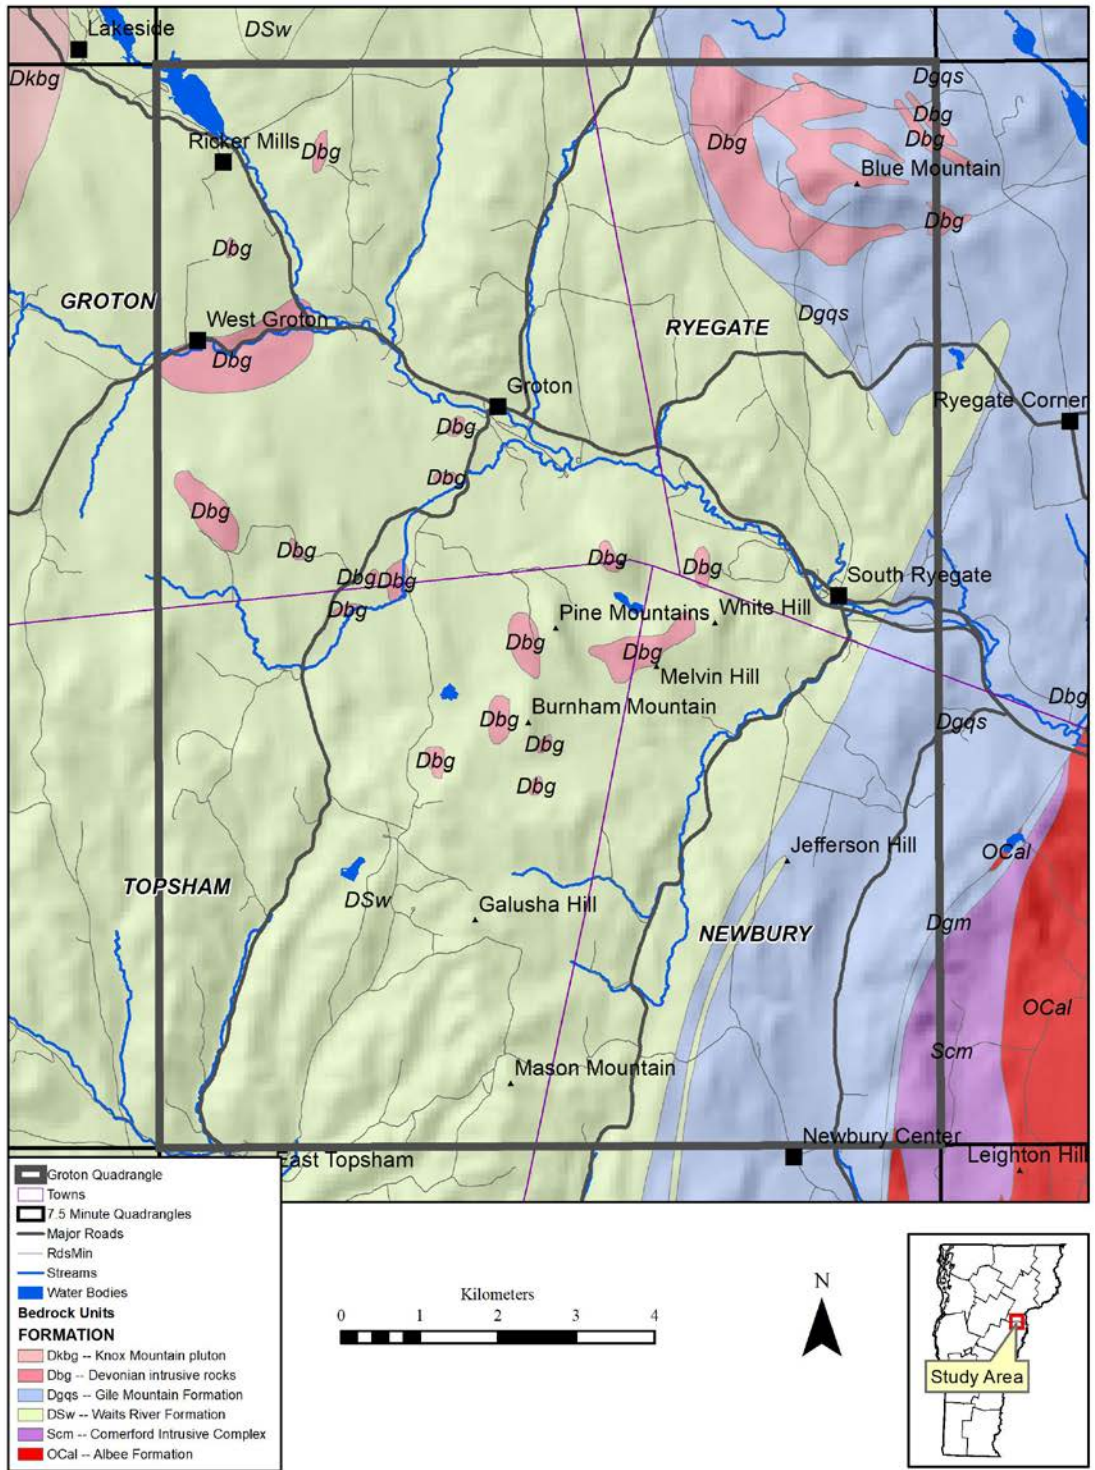 Lakeside
DSw
Dkbg
Dgqs
Dbg
Ricker Mills
Dbg
Dbg
Dbg
Blue Mountain
Dbg
Dbg
GROTON
West Groton
Dbg
Dgqs
RYEGATE
Groton
Ryegate Corner
Dbg
Dbg
Dbg
Dbg
Dbg
Dbg
Dbg
Dbg
South Ryegate
Dbg
Pine Mountains
White Hill
Dbg
Dbg
Melvin Hill
Dbg
Dbg
Burnham Mountain
Dgqs
Dbg
Dbg
Dbg
Jefferson Hill
OCal
TOPSHAM
DSw
Galusha Hill
Dgm
NEWBURY
OCal
Scm
Mason Mountain
Newbury Center
East Topsham
Leighton Hill
Groton Quadrangle
Towns
7.5 Minute Quadrangles
Major Roads
RdsMin
Streams
Water Bodies
Bedrock Units
FORMATION
Dkbg -- Knox Mountain pluton
Dbg -- Devonian intrusive rocks
Dgqs -- Gile Mountain Formation
DSw -- Waits River Formation
Scm -- Comerford Intrusive Complex
OCal -- Albee Formation
Kilometers
0 1 2 3 4
N
Study Area